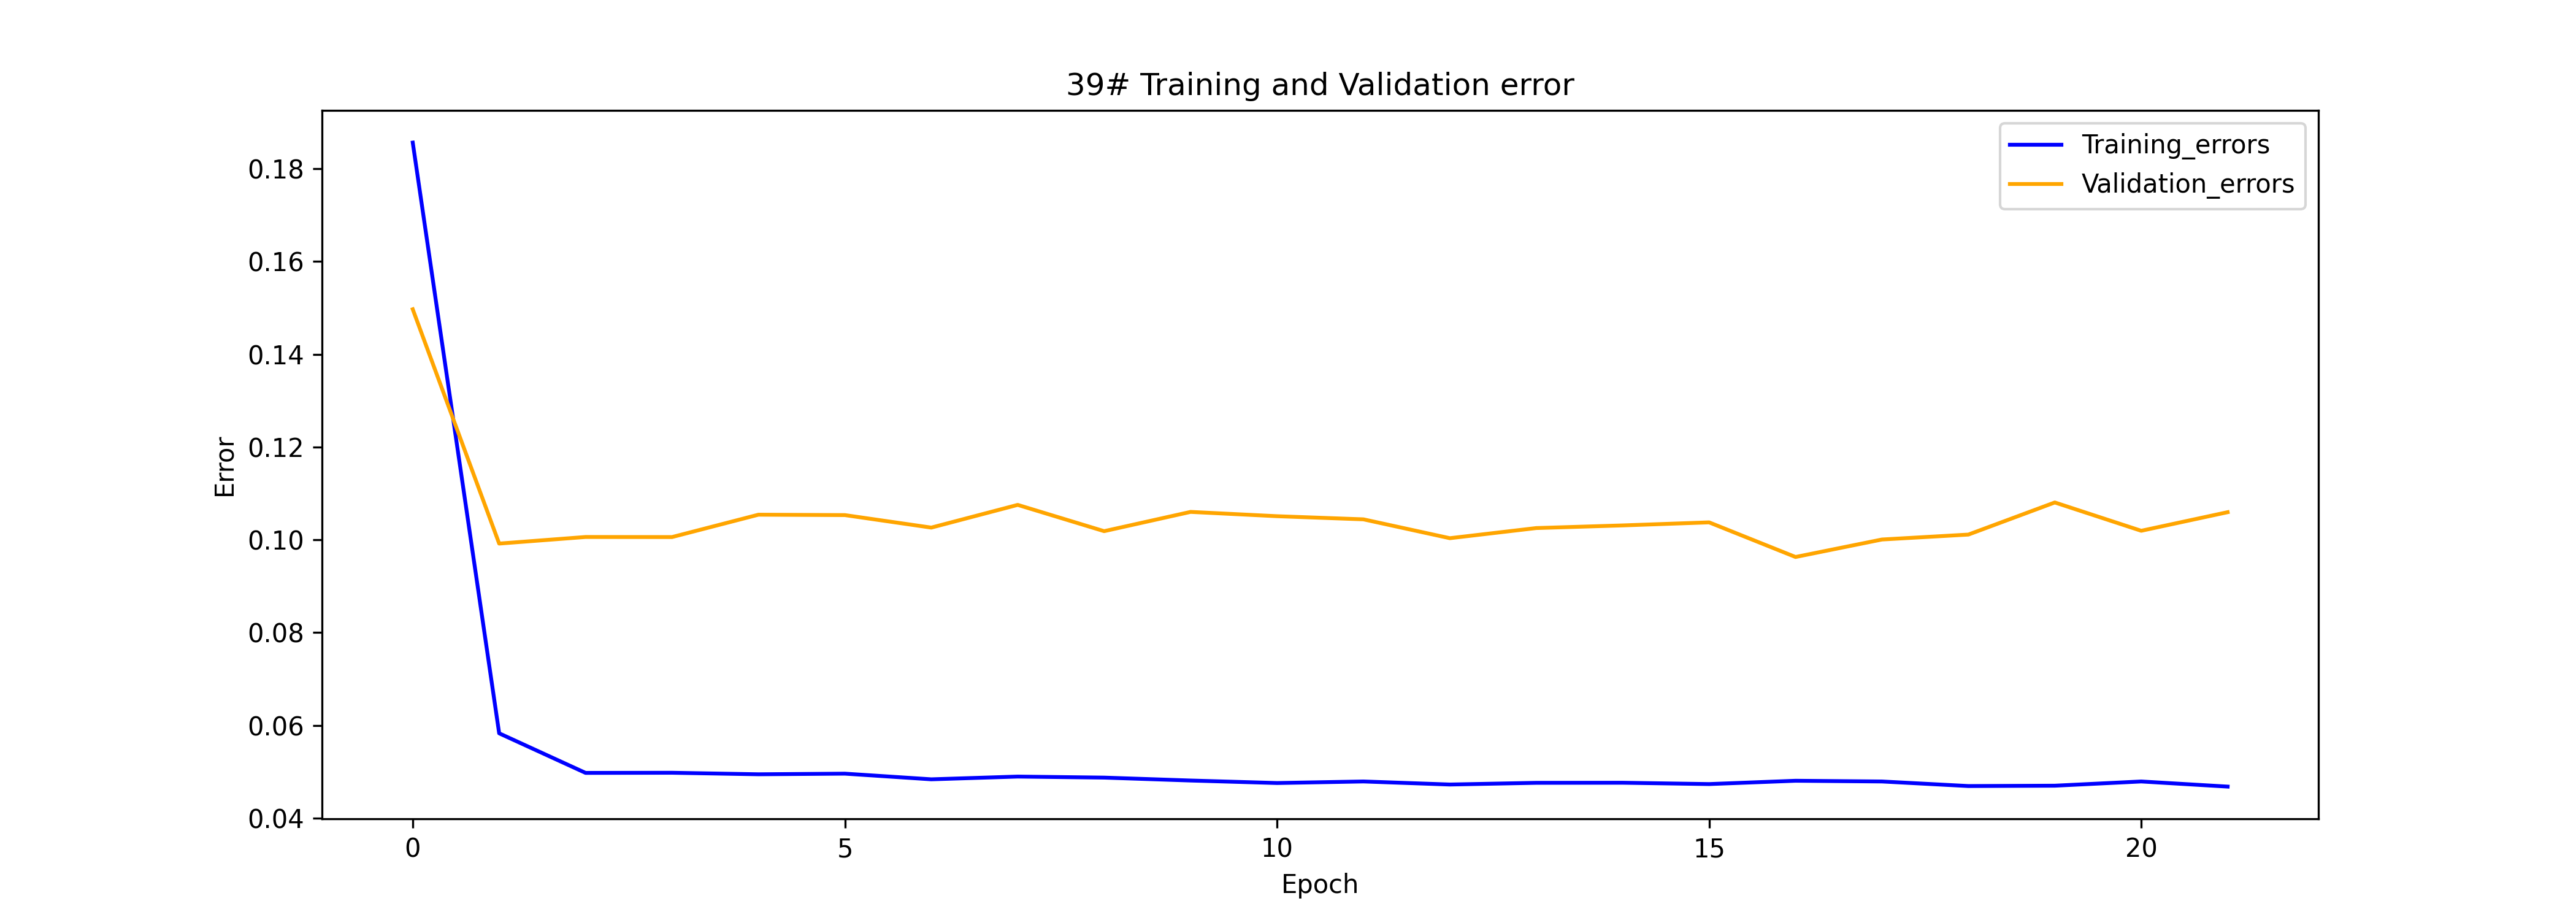 39# Training and Validation error
Training_errors
Validation_errors
Error
0.18
0.16
0.14
0.12
0.10
0.08
0.06
0.04
0 5 10 15 20
Epoch